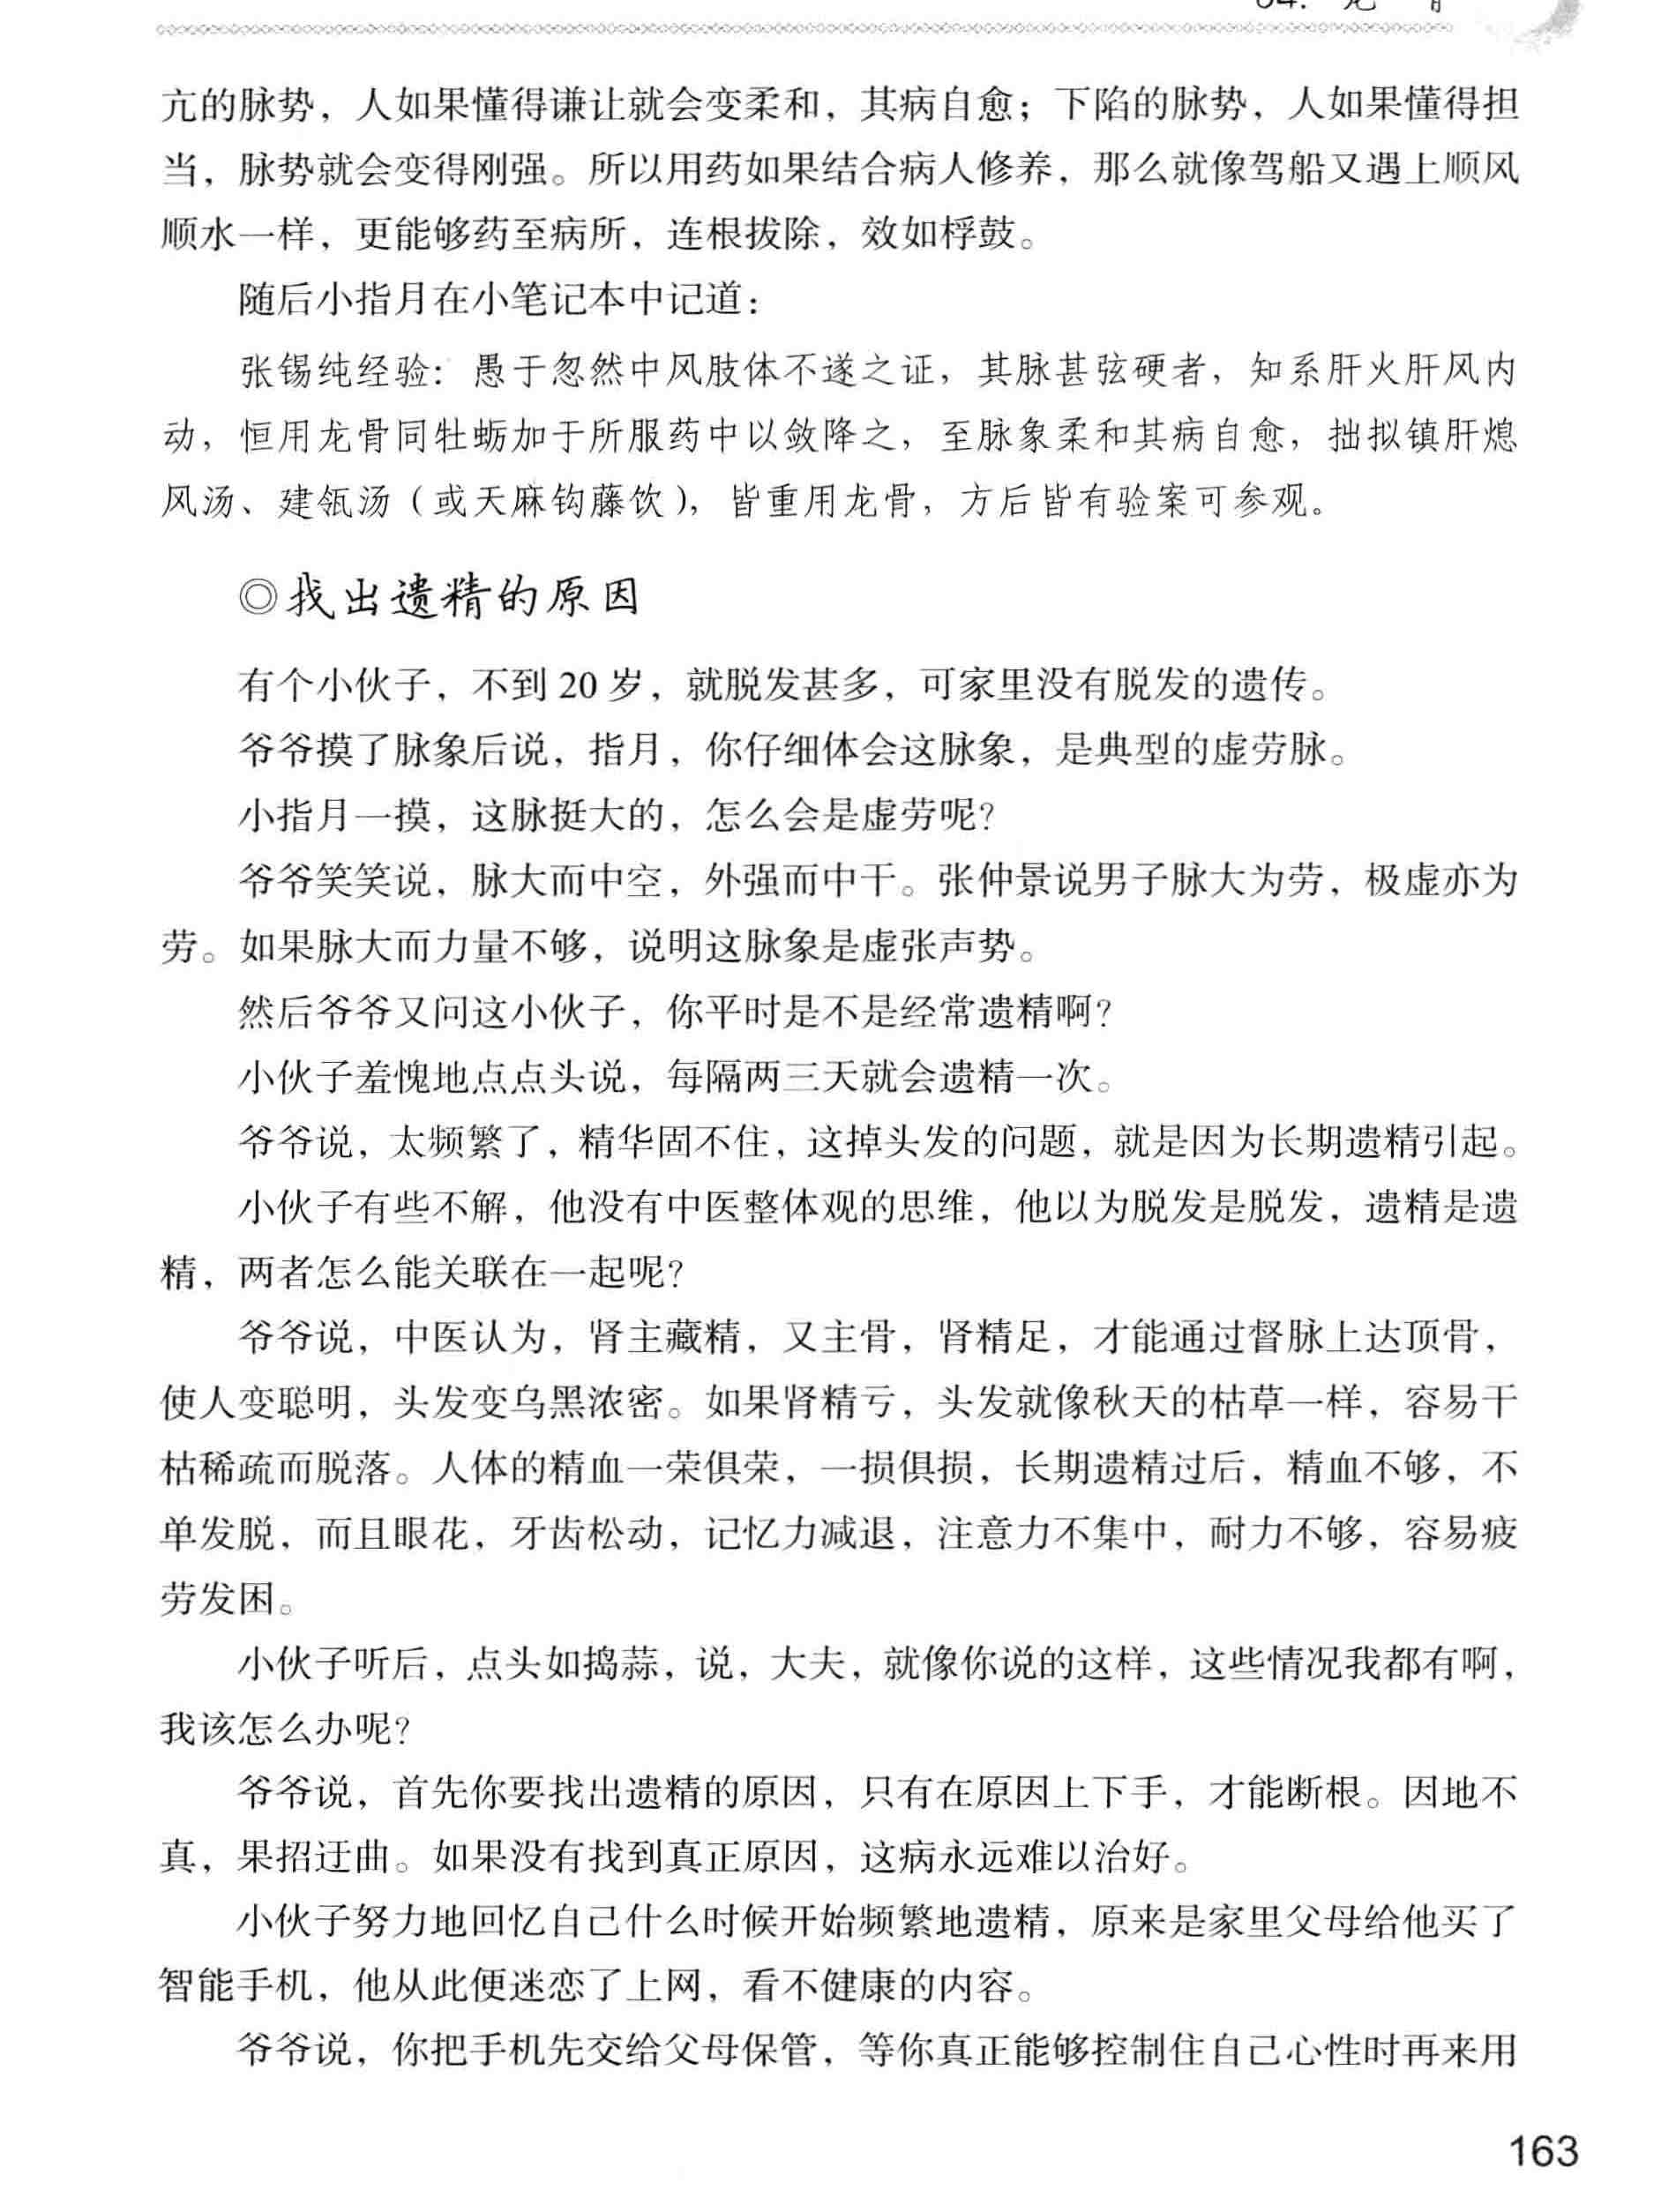 亢的脉势，人如果懂得谦让就会变柔和，其病自愈；下陷的脉势，人如果懂得担
当，脉势就会变得刚强。所以用药如果结合病人修养，那么就像驾船又遇上顺风
顺水一样，更能够药至病所，连根拔除，效如桴鼓。
随后小指月在小笔记本中记道：
张锡纯经验：愚于忽然中风肢体不遂之证，其脉甚弦硬者，知系肝火肝风内
动，恒用龙骨同牡蛎加于所服药中以敛降之，至脉象柔和其病自愈，拙拟镇肝熄
风汤、建瓴汤（或天麻钩藤饮），皆重用龙骨，方后皆有验案可参观。
◎找出遗精的原因
有个小伙子，不到20岁，就脱发甚多，可家里没有脱发的遗传。
爷爷摸了脉象后说，指月，你仔细体会这脉象，是典型的虚劳脉。
小指月一摸，这脉挺大的，怎么会是虚劳呢？
爷爷笑笑说，脉大而中空，外强而中干。张仲景说男子脉大为劳，极虚亦为
劳。如果脉大而力量不够，说明这脉象是虚张声势。
然后爷爷又问这小伙子，你平时是不是经常遗精啊？
小伙子羞愧地点点头说，每隔两三天就会遗精一次。
爷爷说，太频繁了，精华固不住，这掉头发的问题，就是因为长期遗精引起。
小伙子有些不解，他没有中医整体观的思维，他以为脱发是脱发，遗精是遗
精，两者怎么能关联在一起呢？
爷爷说，中医认为，肾主藏精，又主骨，肾精足，才能通过督脉上达顶骨，
使人变聪明，头发变乌黑浓密。如果肾精亏，头发就像秋天的枯草一样，容易干
枯稀疏而脱落。人体的精血一荣俱荣，一损俱损，长期遗精过后，精血不够，不
单发脱，而且眼花，牙齿松动，记忆力减退，注意力不集中，耐力不够，容易疲
劳发困。
小伙子听后，点头如捣蒜，说，大夫，就像你说的这样，这些情况我都有啊，
我该怎么办呢？
爷爷说，首先你要找出遗精的原因，只有在原因上下手，才能断根。因地不
真，果招迂曲。如果没有找到真正原因，这病永远难以治好。
小伙子努力地回忆自己什么时候开始频繁地遗精，原来是家里父母给他买了
智能手机，他从此便迷恋了上网，看不健康的内容。
爷爷说，你把手机先交给父母保管，等你真正能够控制住自己心性时再来用
163